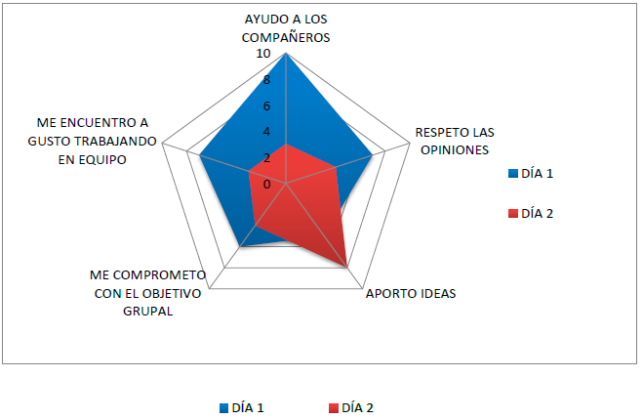 AYUDO A LOS
COMPAÑEROS
10
8
6
4
2
0
ME ENCUENTRO A
GUSTO TRABAJANDO
EN EQUIPO
RESPETO LAS
OPINIONES
DÍA 1
DÍA 2
ME COMPROMETO
CON EL OBJETIVO
GRUPAL
APORTO IDEAS
DÍA 1
DÍA 2